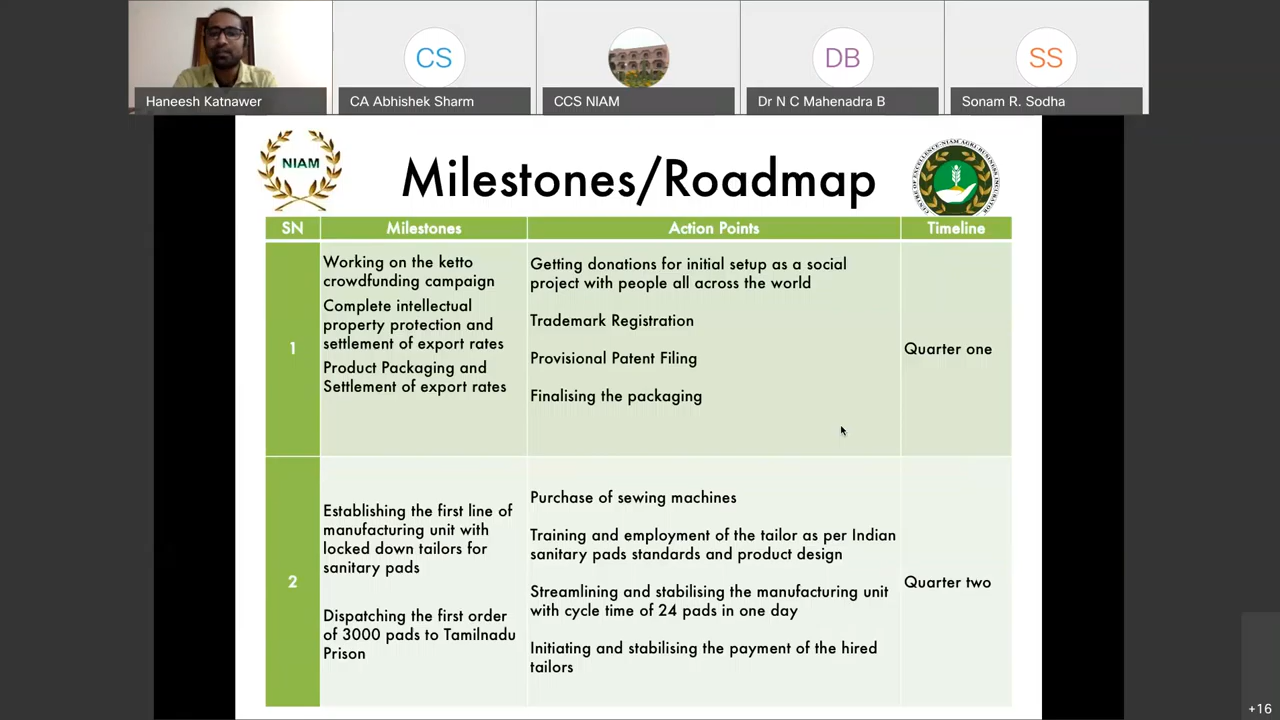 CS
DB
SS
Haneesh Katnawer
CA Abhishek Sharm
CCS NIAM
Dr N C Mahenadra B
Sonam R. Sodha
NIAM
Milestones/Roadmap
CENTRE OF EXCELLENCE-NIAM AGRI BUSINESS INCUBATOR
SN
Milestones
Action Points
Timeline
1
Working on the ketto
crowdfunding campaign
Complete intellectual
property protection and
settlement of export rates
Product Packaging and
Settlement of export rates
Getting donations for initial setup as a social
project with people all across the world
Trademark Registration
Provisional Patent Filing
Finalising the packaging
Quarter one
2
Establishing the first line of
manufacturing unit with
locked down tailors for
sanitary pads
Dispatching the first order
of 3000 pads to Tamilnadu
Prison
Purchase of sewing machines
Training and employment of the tailor as per Indian
sanitary pads standards and product design
Streamlining and stabilising the manufacturing unit
with cycle time of 24 pads in one day
Initiating and stabilising the payment of the hired
tailors
Quarter two
+16